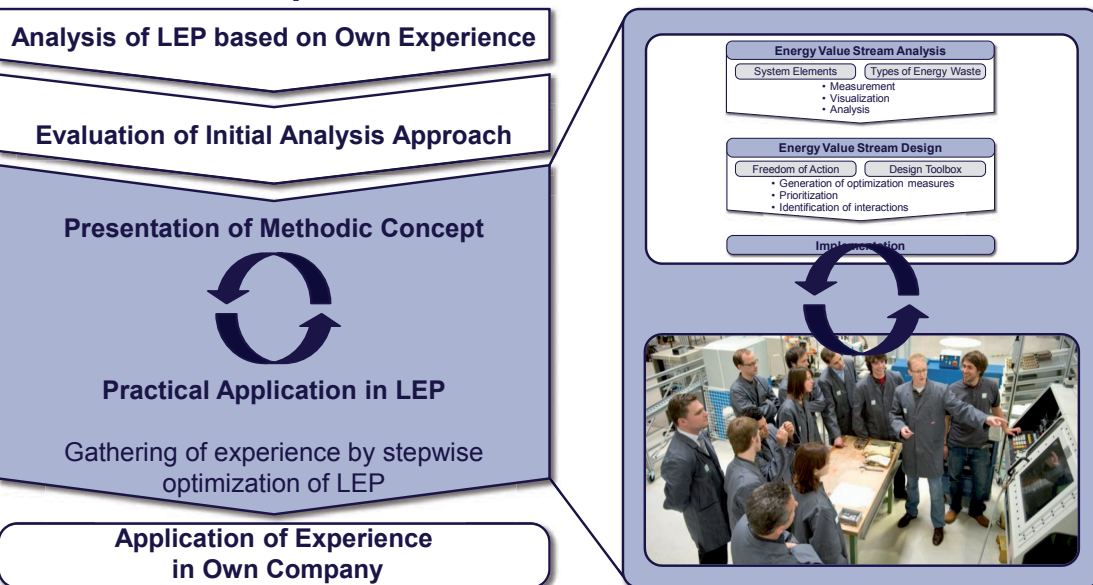 Analysis of LEP based on Own Experience
Evaluation of Initial Analysis Approach
Presentation of Methodic Concept
Practical Application in LEP
Gathering of experience by stepwise
optimization of LEP
Application of Experience
in Own Company
Energy Value Stream Analysis
System Elements
Types of Energy Waste
• Measurement
• Visualization
• Analysis
Energy Value Stream Design
Freedom of Action
Design Toolbox
• Generation of optimization measures
• Prioritization
• Identification of interactions
Implementation